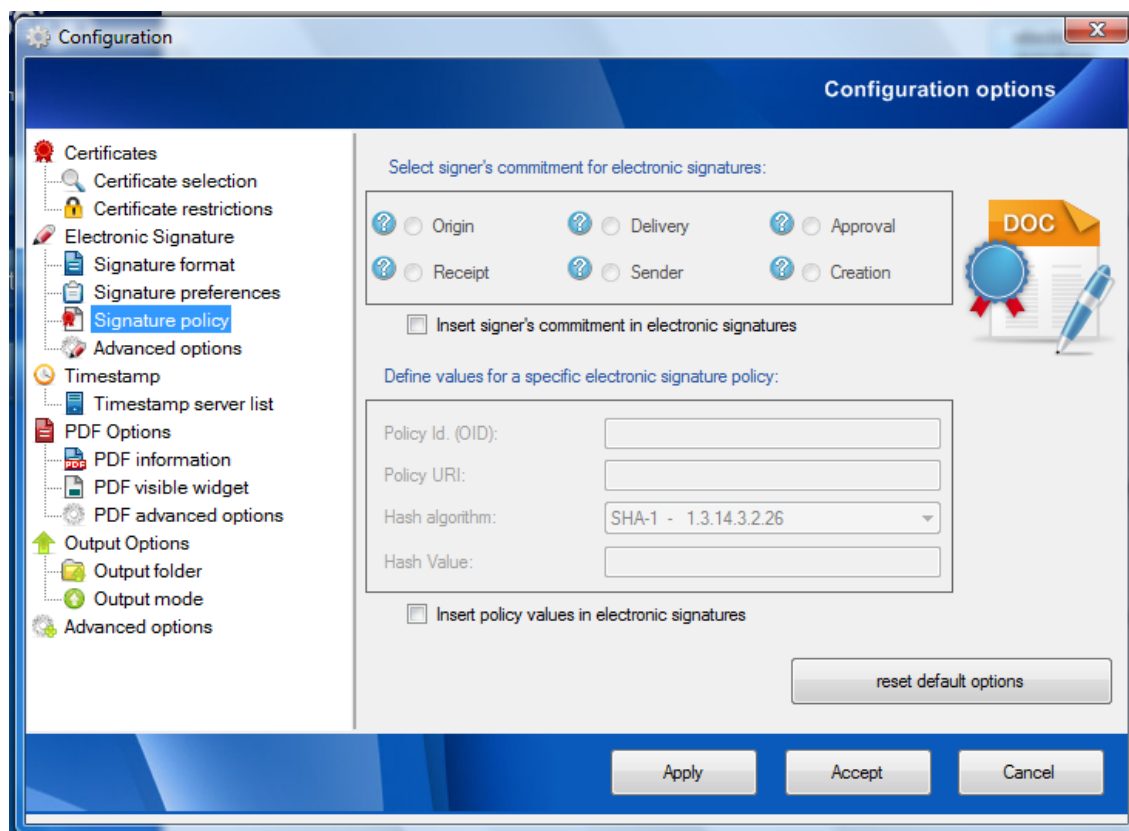 Configuration
X
Configuration options
Certificates
Certificate selection
Certificate restrictions
Electronic Signature
Signature format
Signature preferences
Signature policy
Advanced options
Timestamp
Timestamp server list
PDF Options
PDF information
PDF visible widget
PDF advanced options
Output Options
Output folder
Output mode
Advanced options
Select signer's commitment for electronic signatures:
? Origin ? Delivery ? Approval
? Receipt ? Sender ? Creation
Insert signer's commitment in electronic signatures
DOC
Define values for a specific electronic signature policy:
Policy Id. (OID):
Policy URI:
Hash algorithm: SHA-1 - 1.3.14.3.2.26
Hash Value:
Insert policy values in electronic signatures
reset default options
Apply Accept Cancel